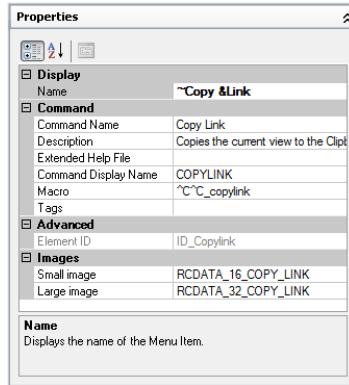 Properties
Display
Name ~Copy &Link
Command
Command Name Copy Link
Description Copies the current view to the Clipb
Extended Help File
Command Display Name COPYLINK
Macro ^C^C_copylink
Tags
Advanced
Element ID ID_Copylink
Images
Small image RCDATA_16_COPY_LINK
Large image RCDATA_32_COPY_LINK
Name
Displays the name of the Menu Item.